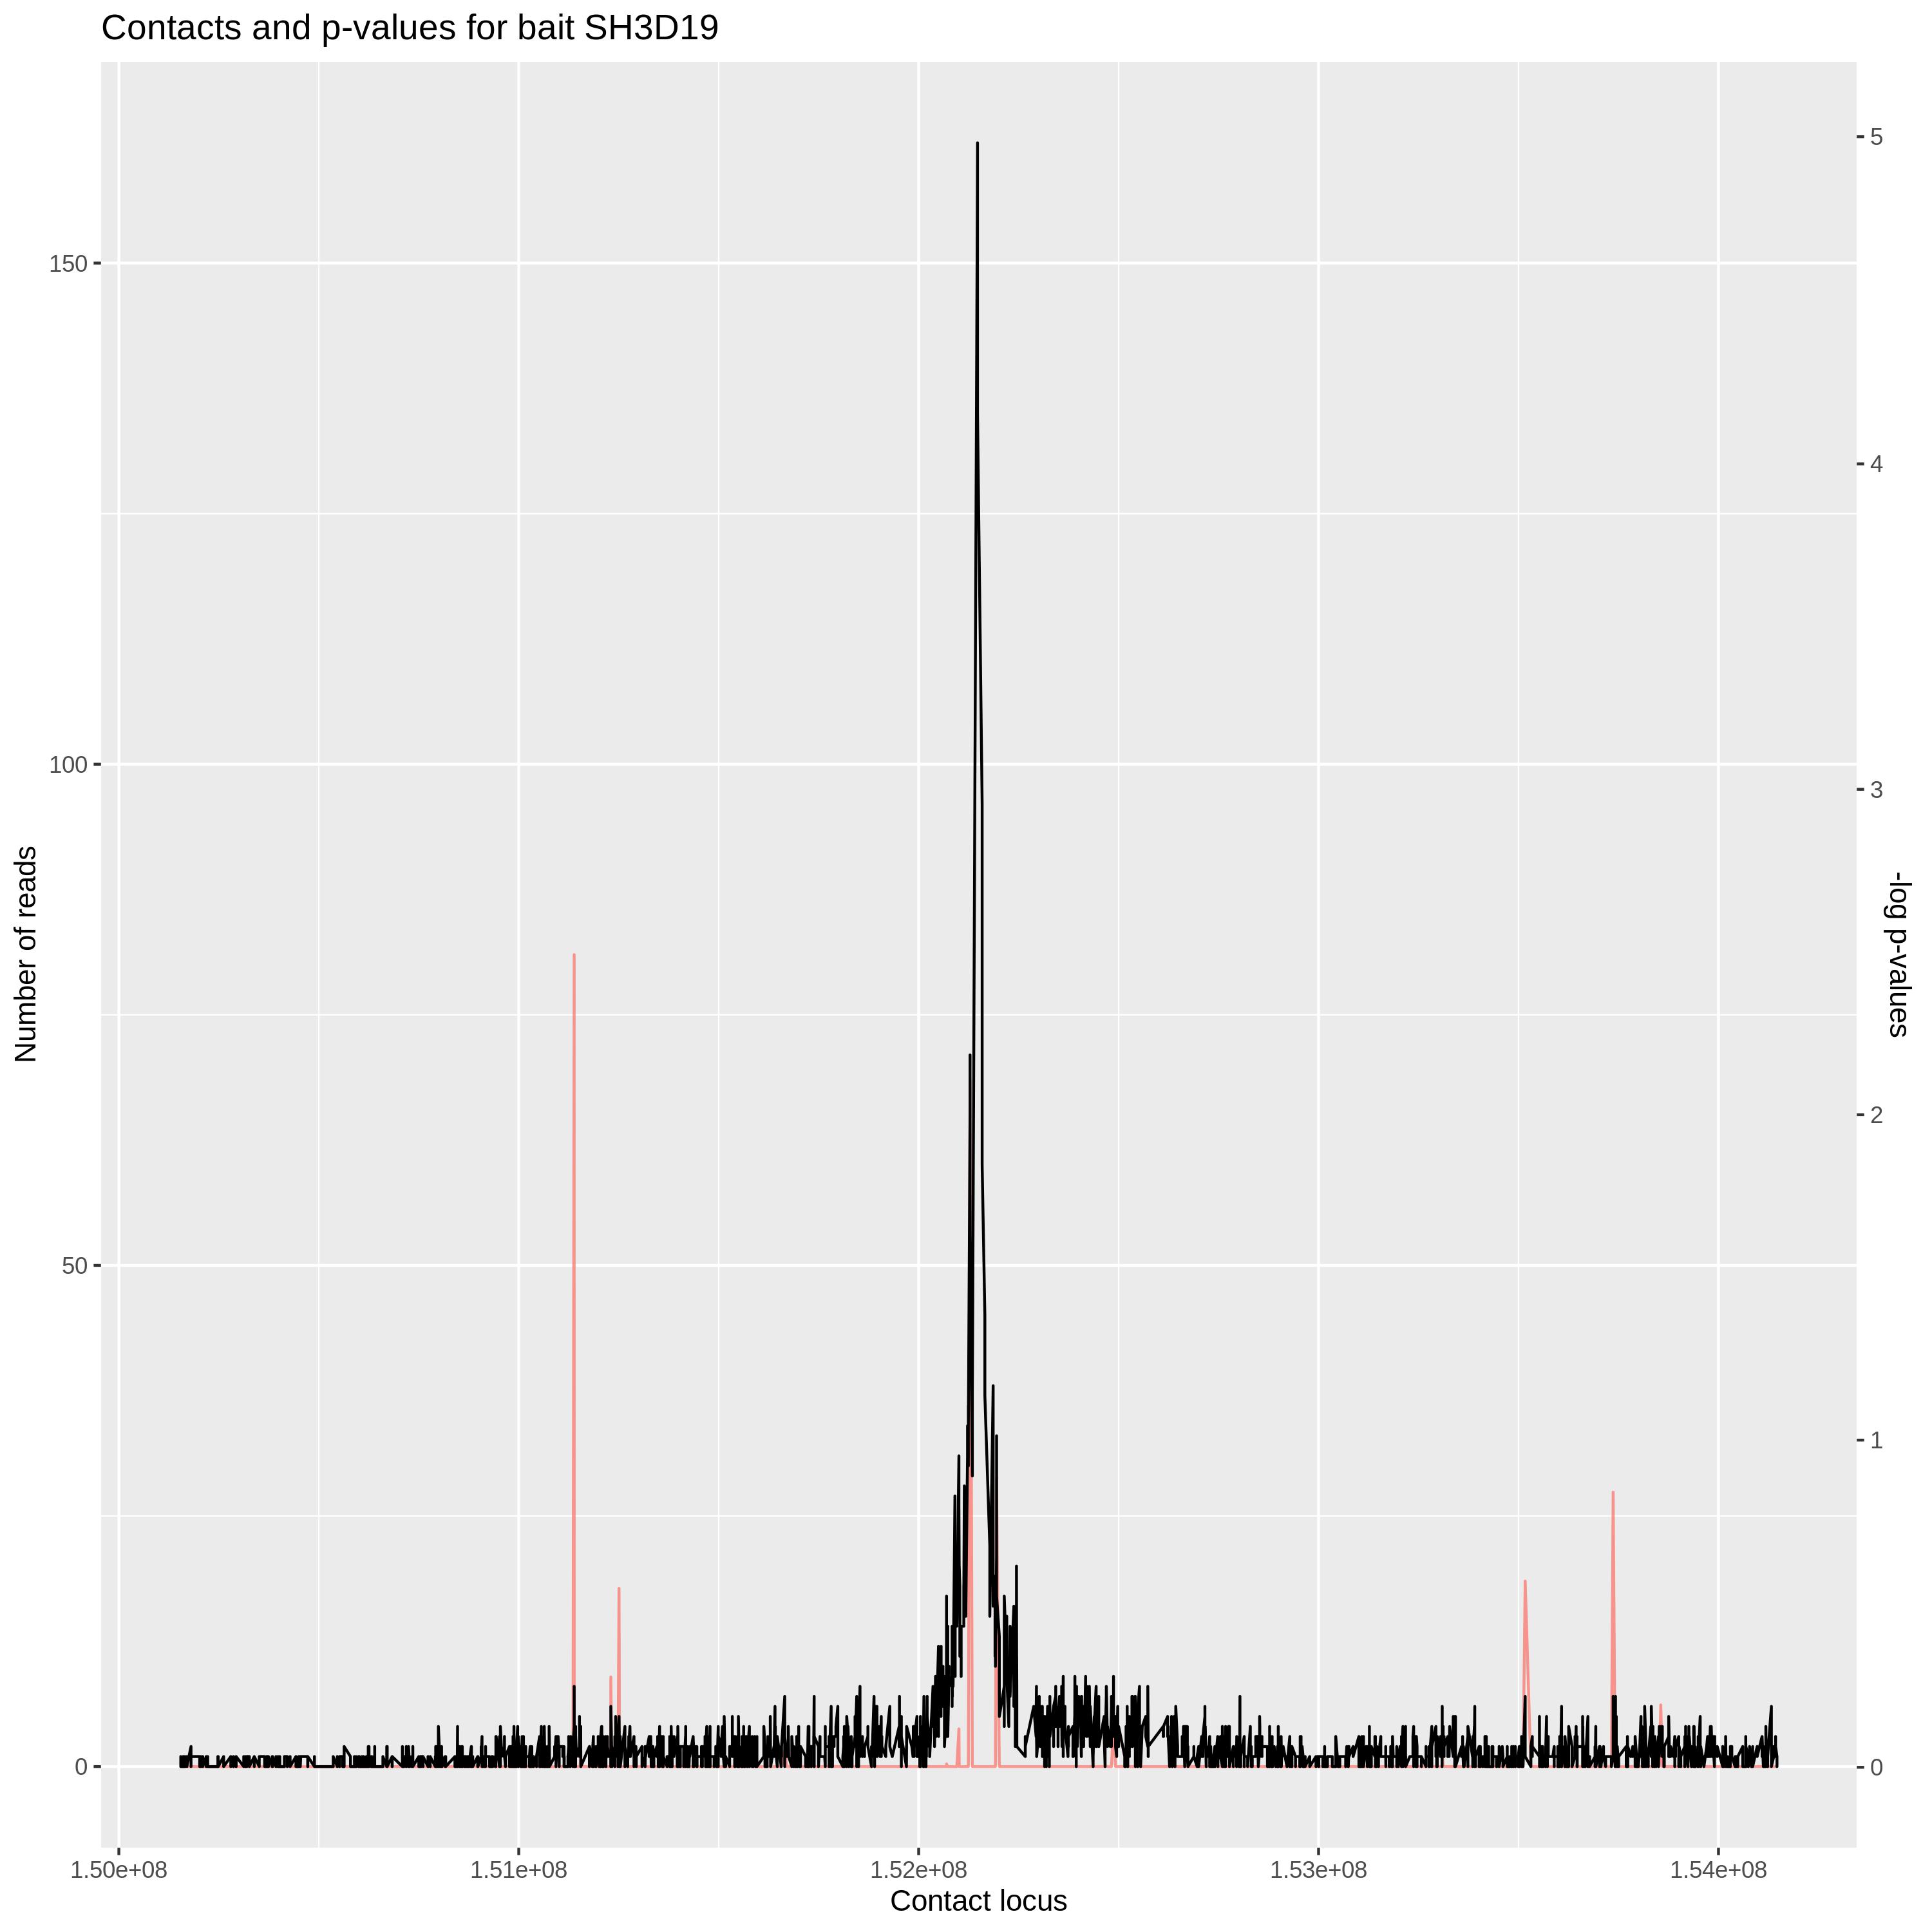 Contacts and p-values for bait SH3D19
150
100
50
0
Number of reads
5
4
3
2
1
0
-log p-values
1.50e+08
1.51e+08
1.52e+08
1.53e+08
1.54e+08
Contact locus